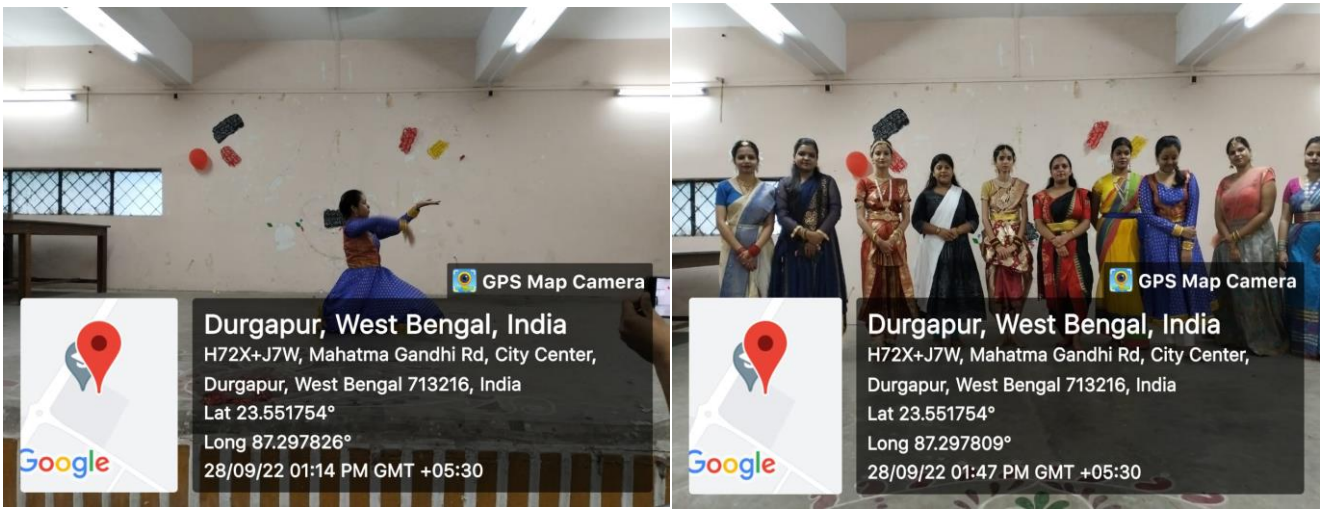 GPS Map Camera
Durgapur, West Bengal, India
H72X+J7W, Mahatma Gandhi Rd, City Center,
Durgapur, West Bengal 713216, India
Lat 23.551754°
Long 87.297826°
28/09/22 01:14 PM GMT +05:30
Google
GPS Map Camera
Durgapur, West Bengal, India
H72X+J7W, Mahatma Gandhi Rd, City Center,
Durgapur, West Bengal 713216, India
Lat 23.551754°
Long 87.297809°
28/09/22 01:47 PM GMT +05:30
Google